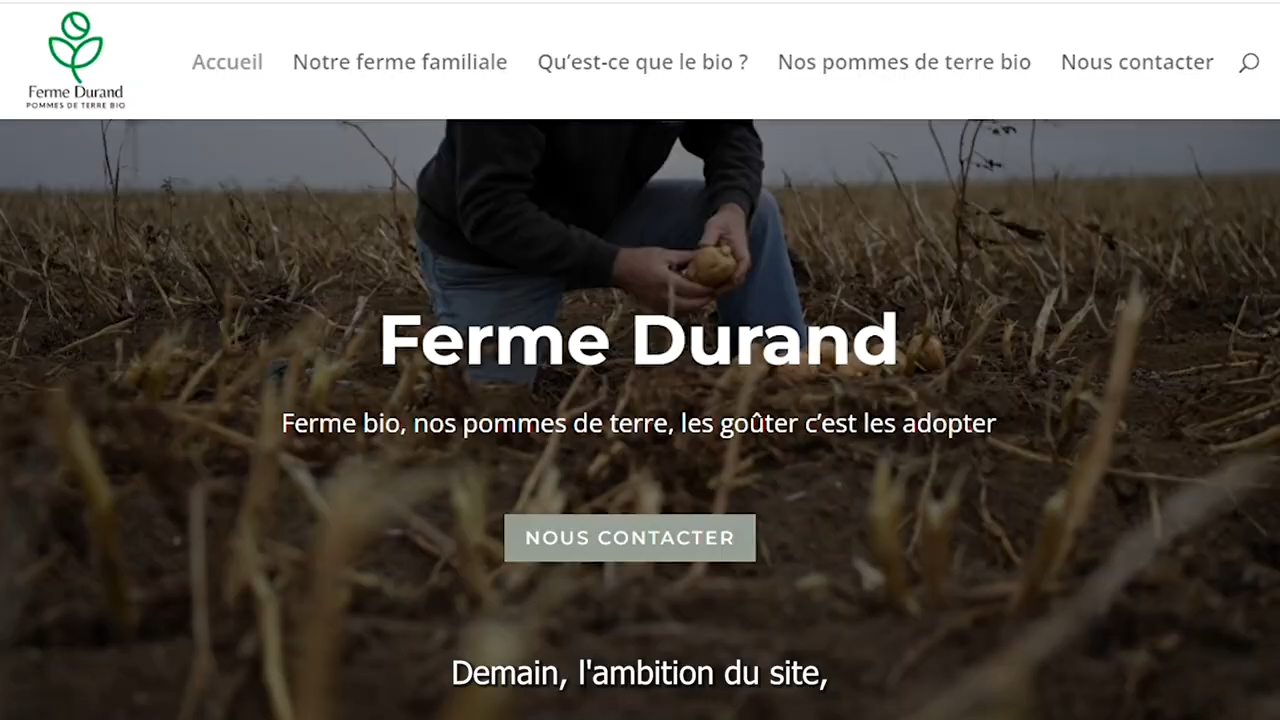 Ferme Durand
POMMES DE TERRE BIO
Accueil
Notre ferme familiale
Qu’est-ce que le bio ?
Nos pommes de terre bio
Nous contacter
Ferme Durand
Ferme bio, nos pommes de terre, les goûter c’est les adopter
NOUS CONTACTER
Demain, l'ambition du site,